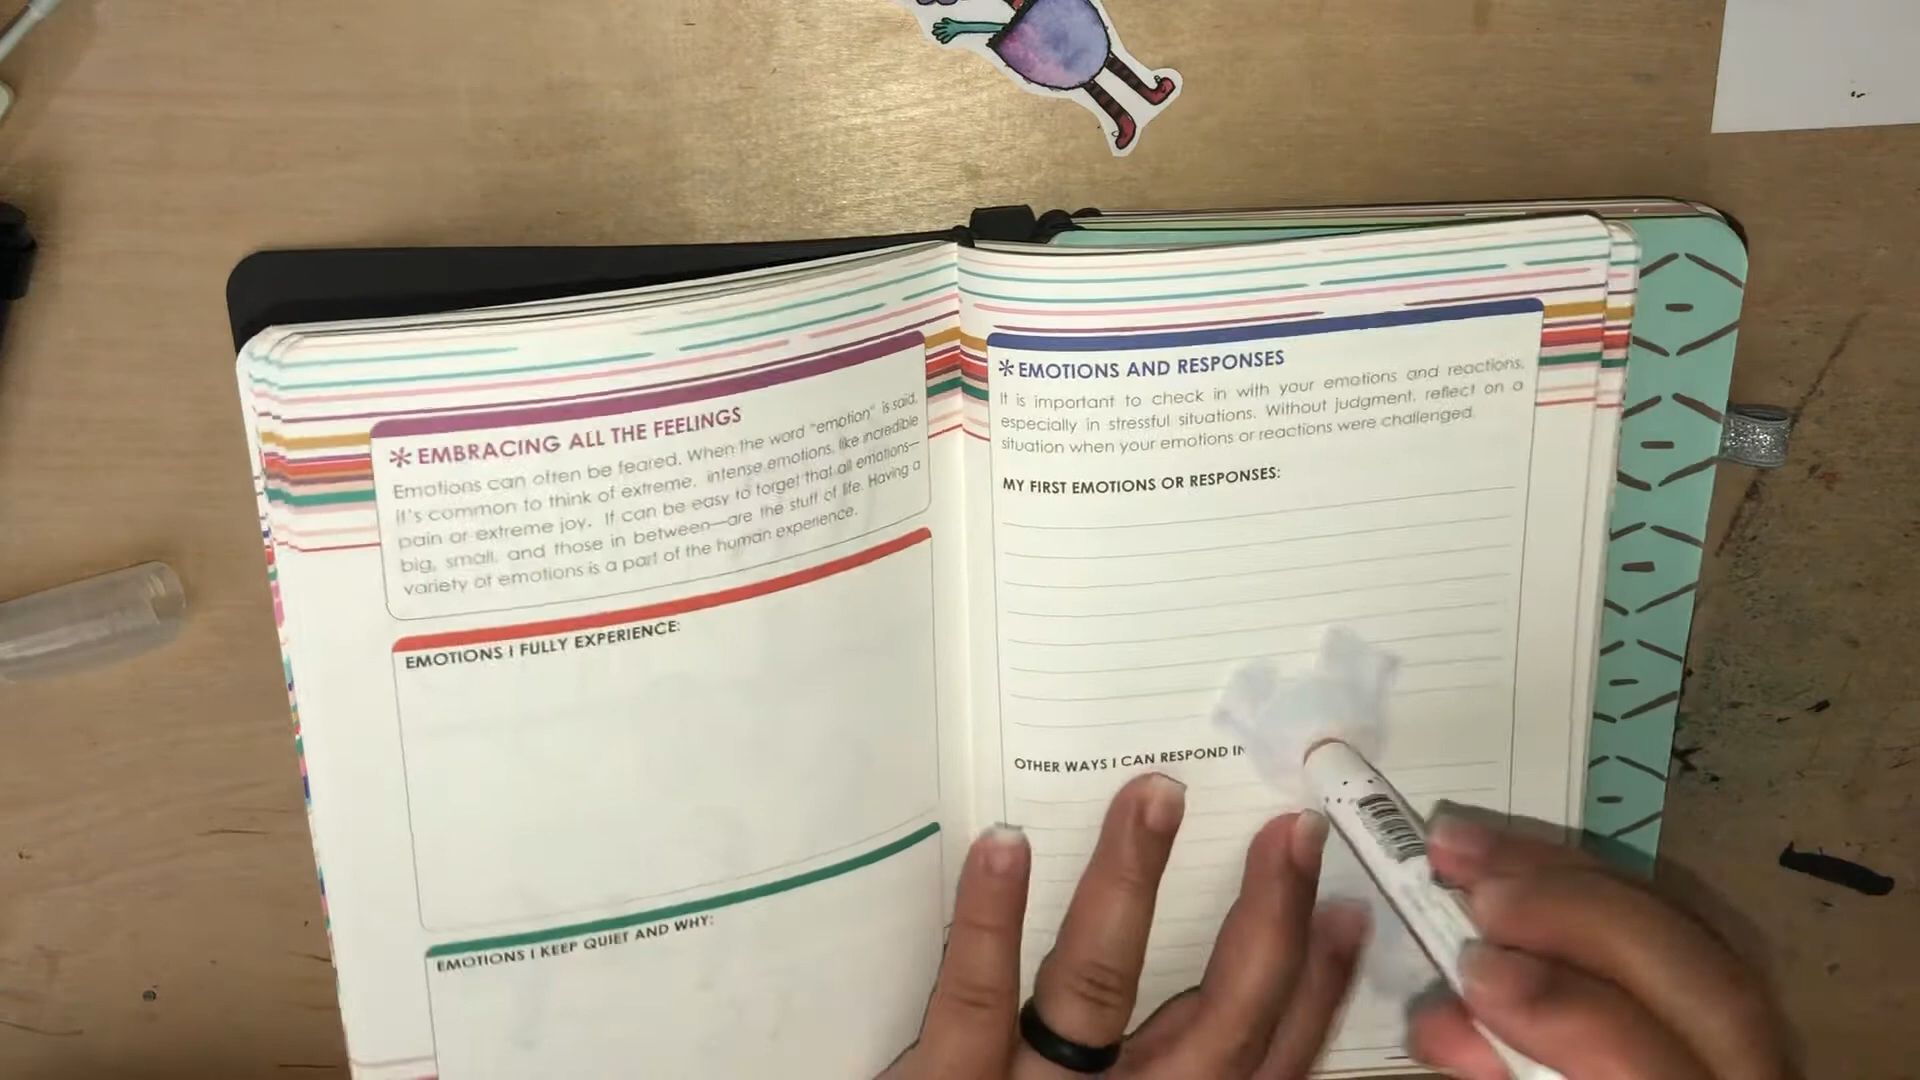 *EMBRACING ALL THE FEELINGS
Emotions can often be feared. When the word "emotion" is said,
it's common to think of extreme, intense emotions, like incredible
pain or extreme joy. It can be easy to forget that all emotions—
big, small, and those in between—are the stuff of life. Having a
variety of emotions is a part of the human experience.
EMOTIONS I FULLY EXPERIENCE:
EMOTIONS I KEEP QUIET AND WHY:
*EMOTIONS AND RESPONSES
It is important to check in with your emotions and reactions,
especially in stressful situations. Without judgment, reflect on a
situation when your emotions or reactions were challenged.
MY FIRST EMOTIONS OR RESPONSES:
OTHER WAYS I CAN RESPOND IN